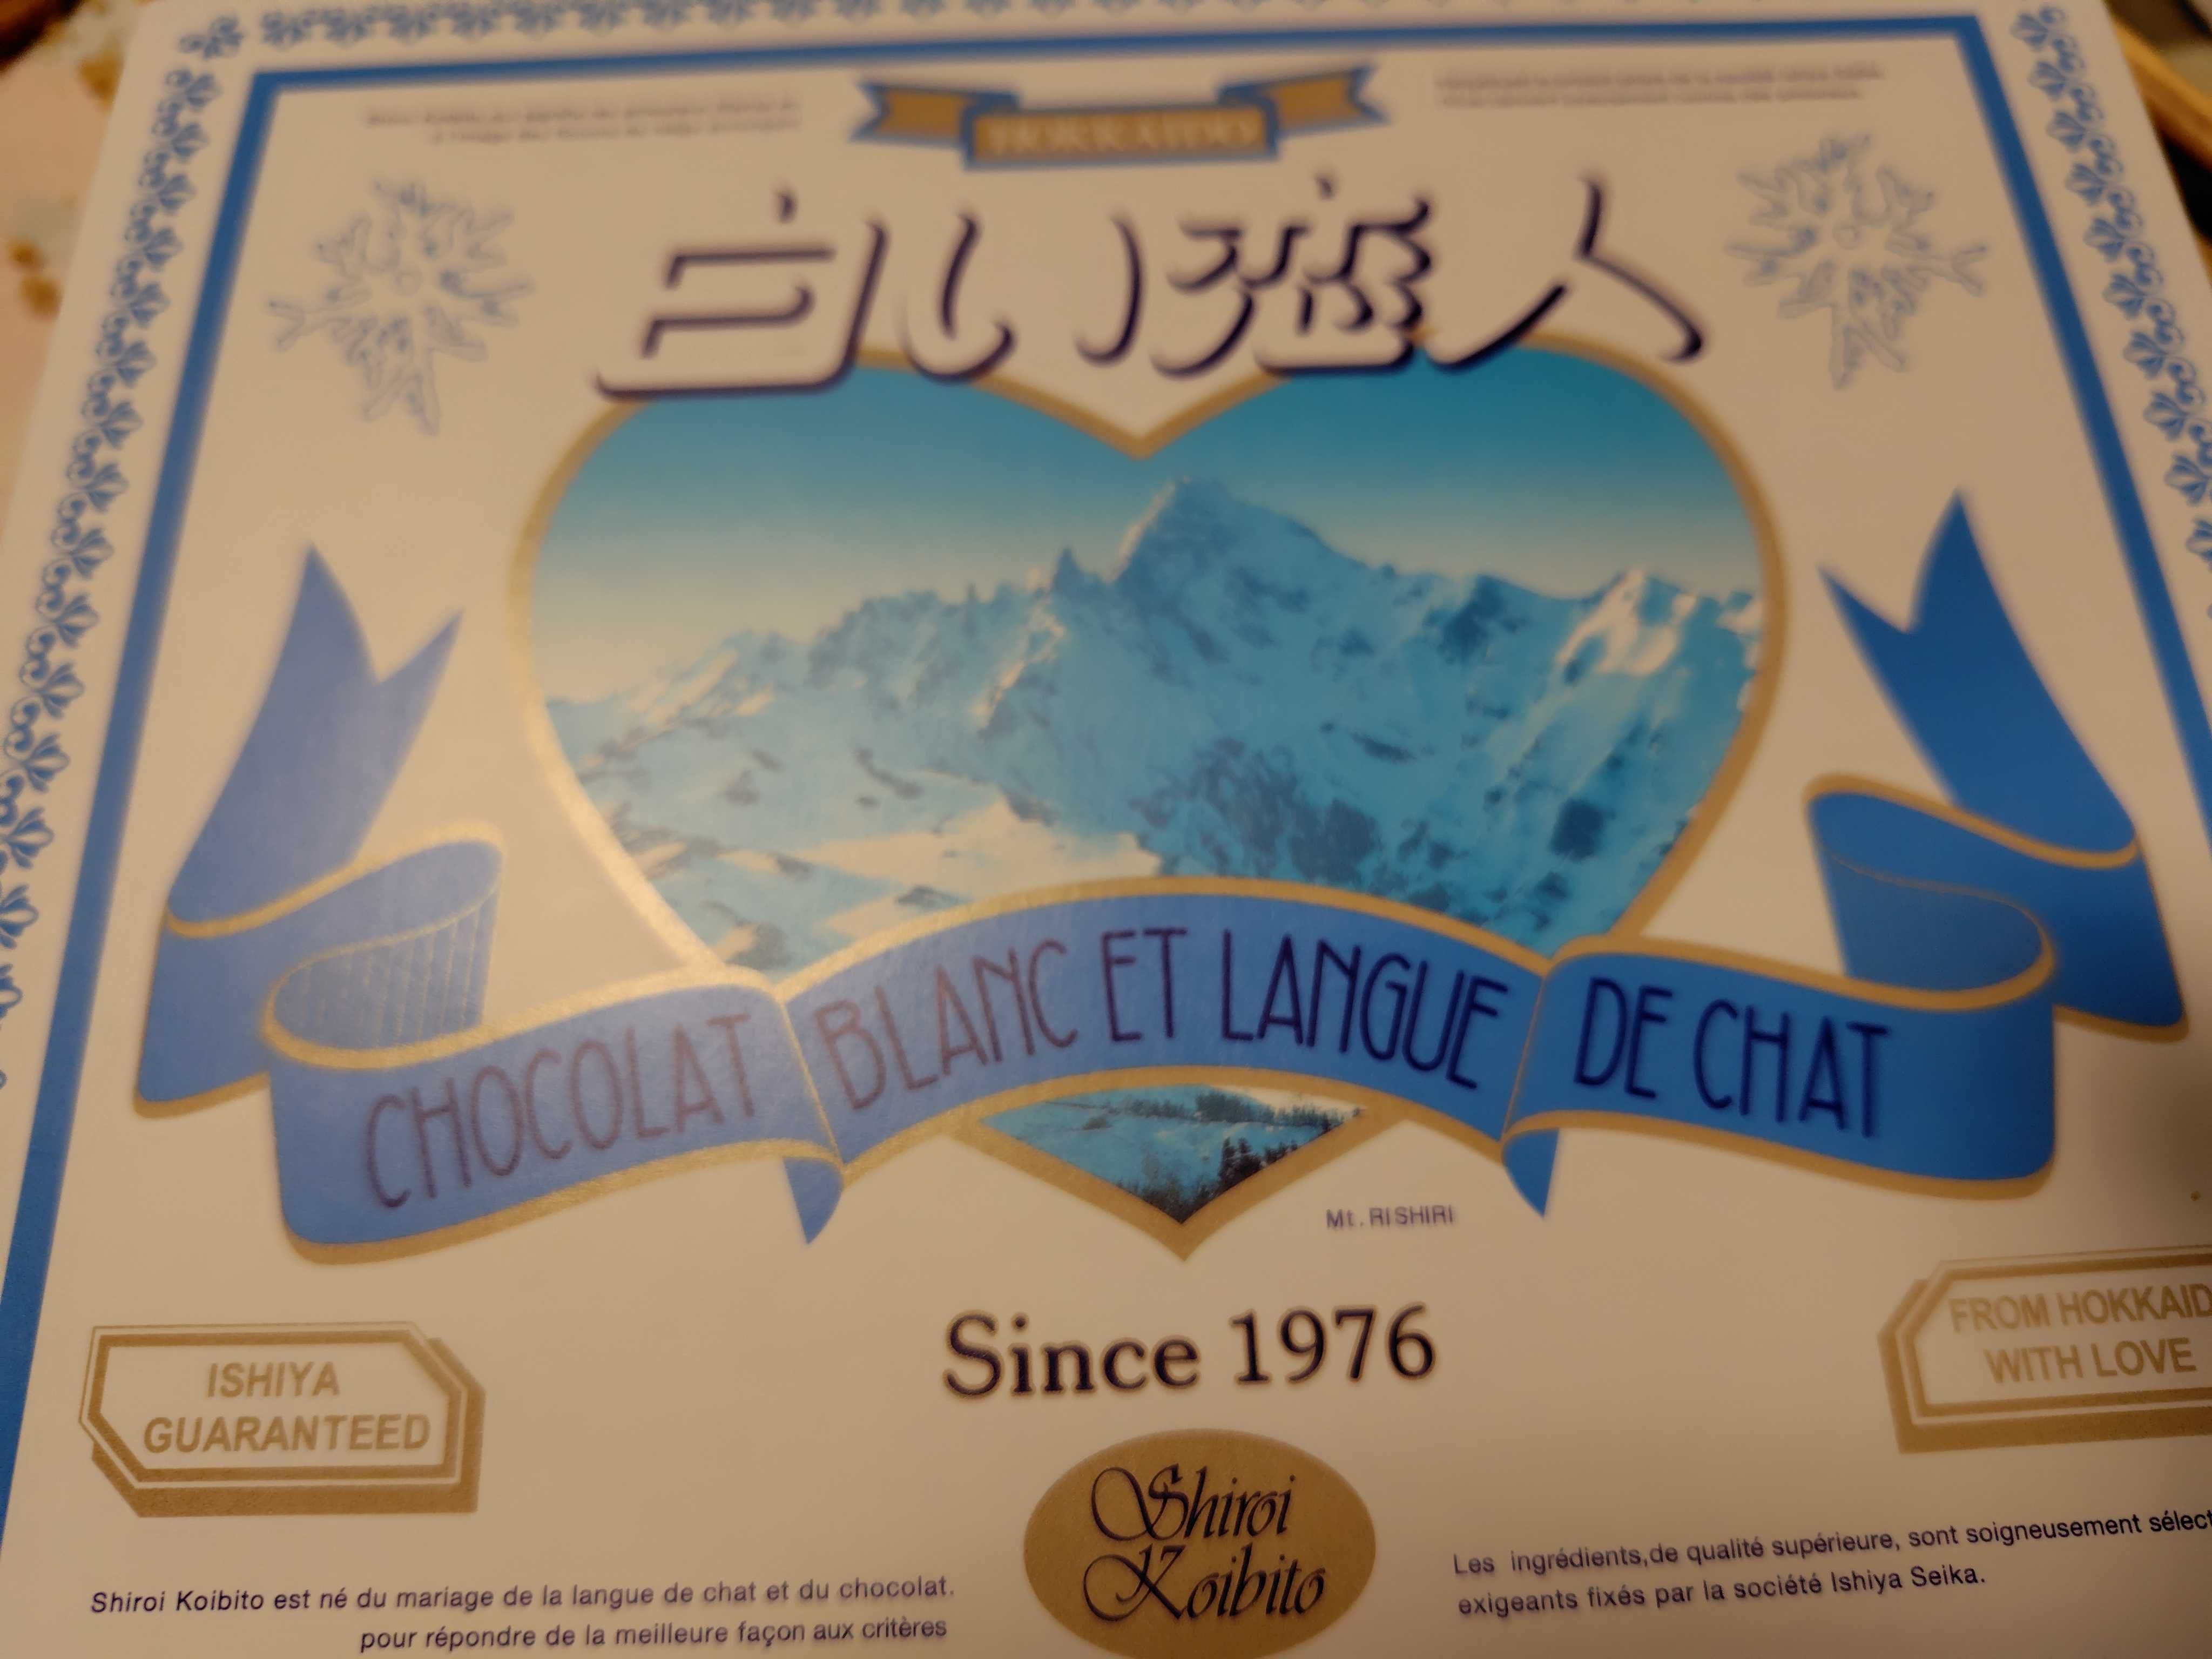 HOKKAIDO
白い恋人
CHOCOLAT BLANC ET LANGUE DE CHAT
Mt. RISHIRI
Since 1976
ISHIYA
GUARANTEED
FROM HOKKAID
WITH LOVE
Shiroi
Koibito
Shiroi Koibito est né du mariage de la langue de chat et du chocolat.
pour répondre de la meilleure façon aux critères
Les ingrédients,de qualité supérieure, sont soigneusement sélect
exigeants fixés par la société Ishiya Seika.